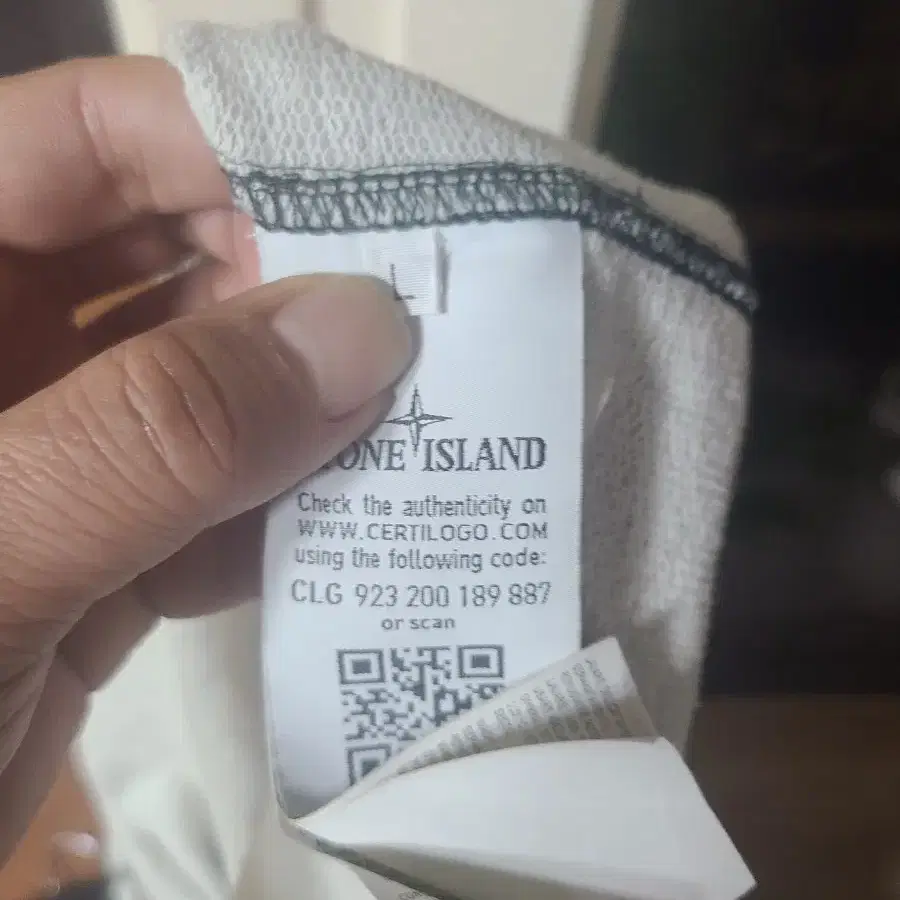 L
ISLAND
Check the authenticity on
WWW.CERTILOGO.COM
using the following code:
CLG 923 200 189 887
or scan